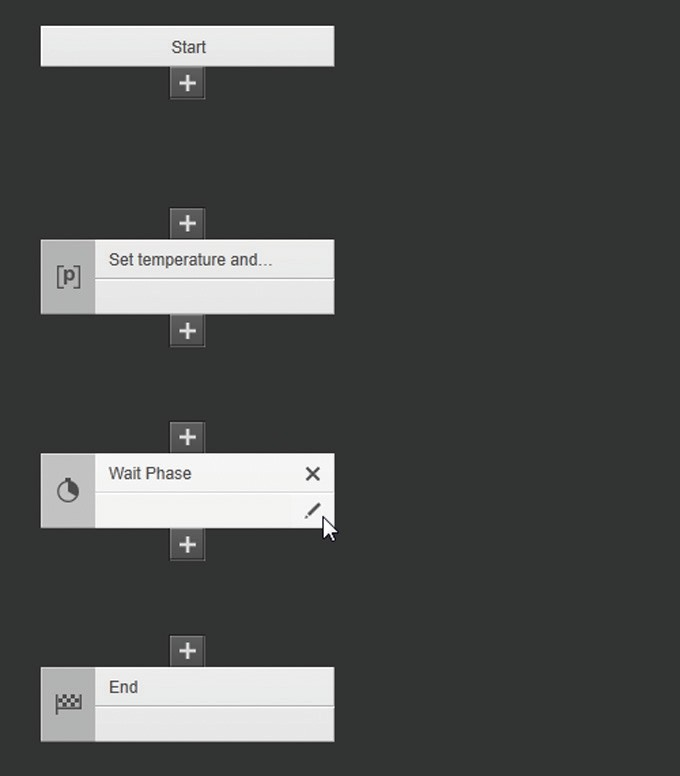 Start
Set temperature and...
[p]
Wait Phase
End